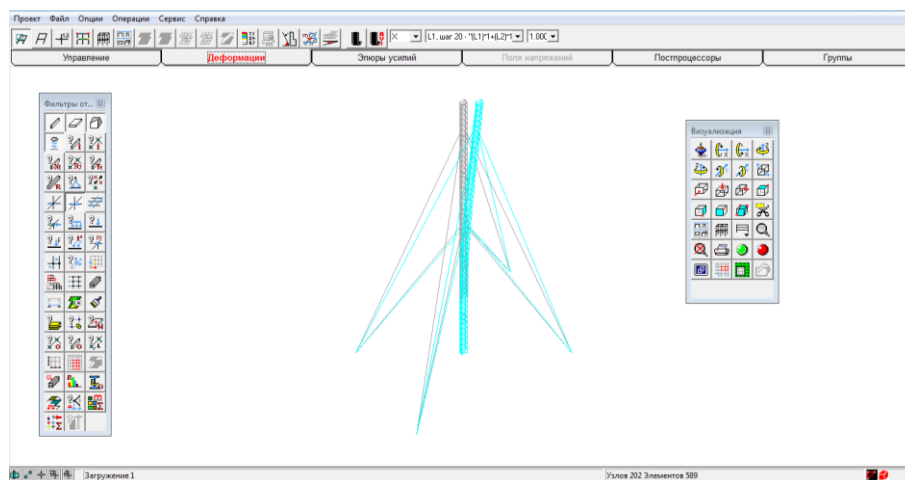 Проект Файл Опции Операции Сервис Справка
X L1, шаг 20 - "(L1)*1+(L2)*1 1.00
Управление Деформации Эпюры усилий Поля напряжений Постпроцессоры Группы
Фильтры от...
Визуализация
Загружение 1 Узлов 202 Элементов 589